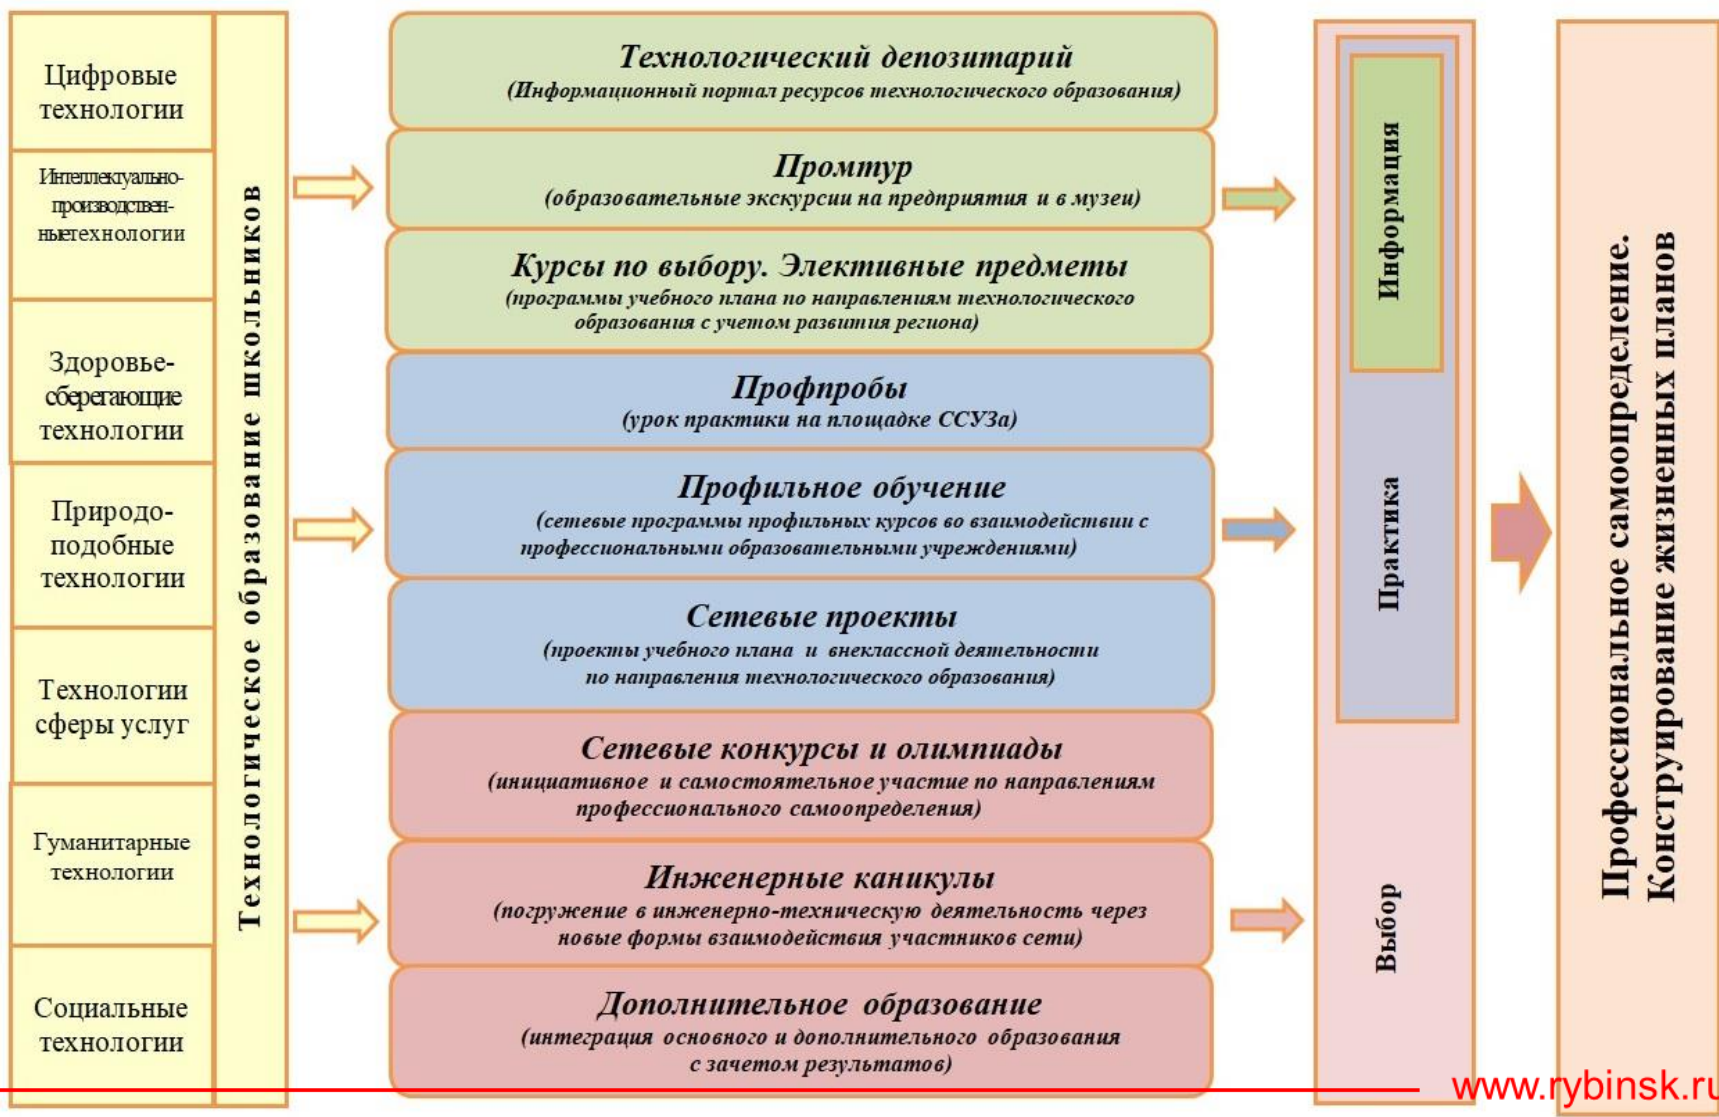 Цифровые
технологии
Интеллектуально-
производствен-
ныетехнологии
Здоровье-
сберегающие
технологии
Природо-
подобные
технологии
Технологии
сферы услуг
Гуманитарные
технологии
Социальные
технологии
Технологическое образование школьников
Технологический депозитарий
(Информационный портал ресурсов технологического образования)
Промтур
(образовательные экскурсии на предприятия и в музеи)
Курсы по выбору. Элективные предметы
(программы учебного плана по направлениям технологического
образования с учетом развития региона)
Профпробы
(урок практики на площадке ССУЗа)
Профильное обучение
(сетевые программы профильных курсов во взаимодействии с
профессиональными образовательными учреждениями)
Сетевые проекты
(проекты учебного плана и внеклассной деятельности
по направления технологического образования)
Сетевые конкурсы и олимпиады
(инициативное и самостоятельное участие по направлениям
профессионального самоопределения)
Инженерные каникулы
(погружение в инженерно-техническую деятельность через
новые формы взаимодействия участников сети)
Дополнительное образование
(интеграция основного и дополнительного образования
с зачетом результатов)
Информация
Практика
Выбор
Профессиональное самоопределение.
Конструирование жизненных планов
www.rybinsk.ru